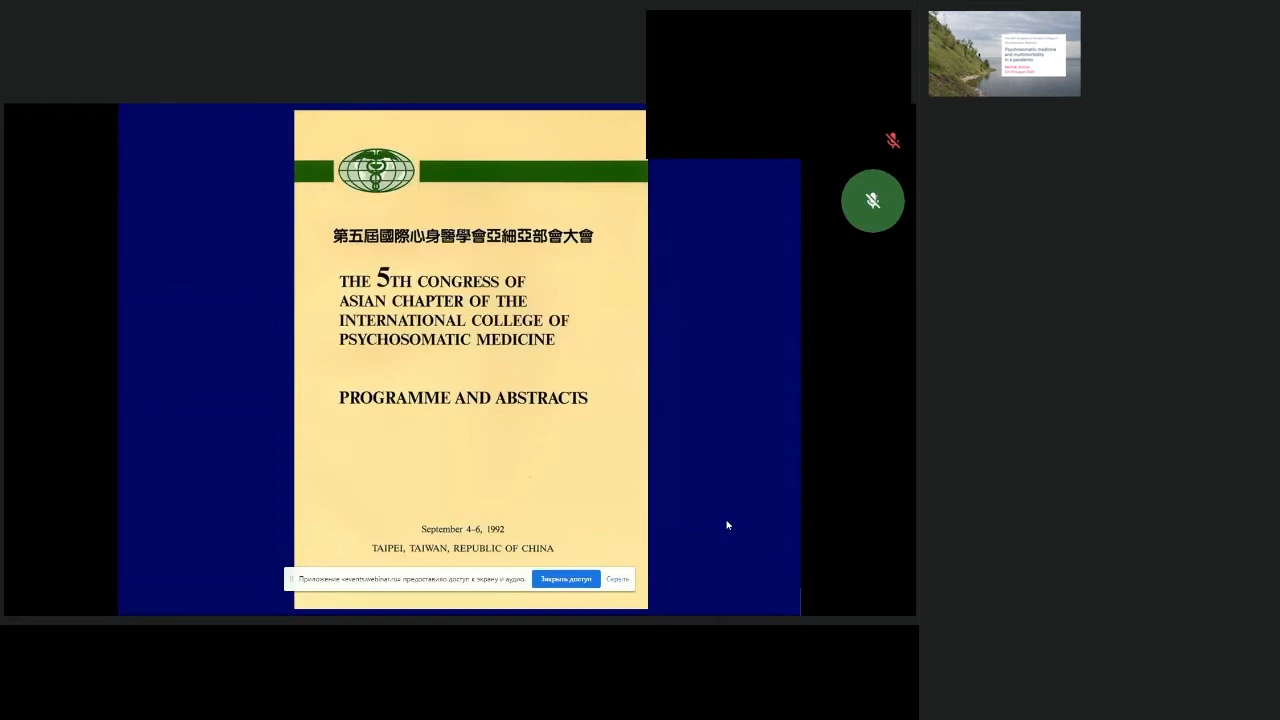 第五屆國際心身醫學會亞細亞部會大會
THE 5TH CONGRESS OF
ASIAN CHAPTER OF THE
INTERNATIONAL COLLEGE OF
PSYCHOSOMATIC MEDICINE
PROGRAMME AND ABSTRACTS
September 4-6, 1992
TAIPEI, TAIWAN, REPUBLIC OF CHINA
Приложение «events.webinar.ru» предоставило доступ к экрану и аудио.
Закрыть доступ
Скрыть
Psychosomatic medicine
and multimorbidity
in a pandemic